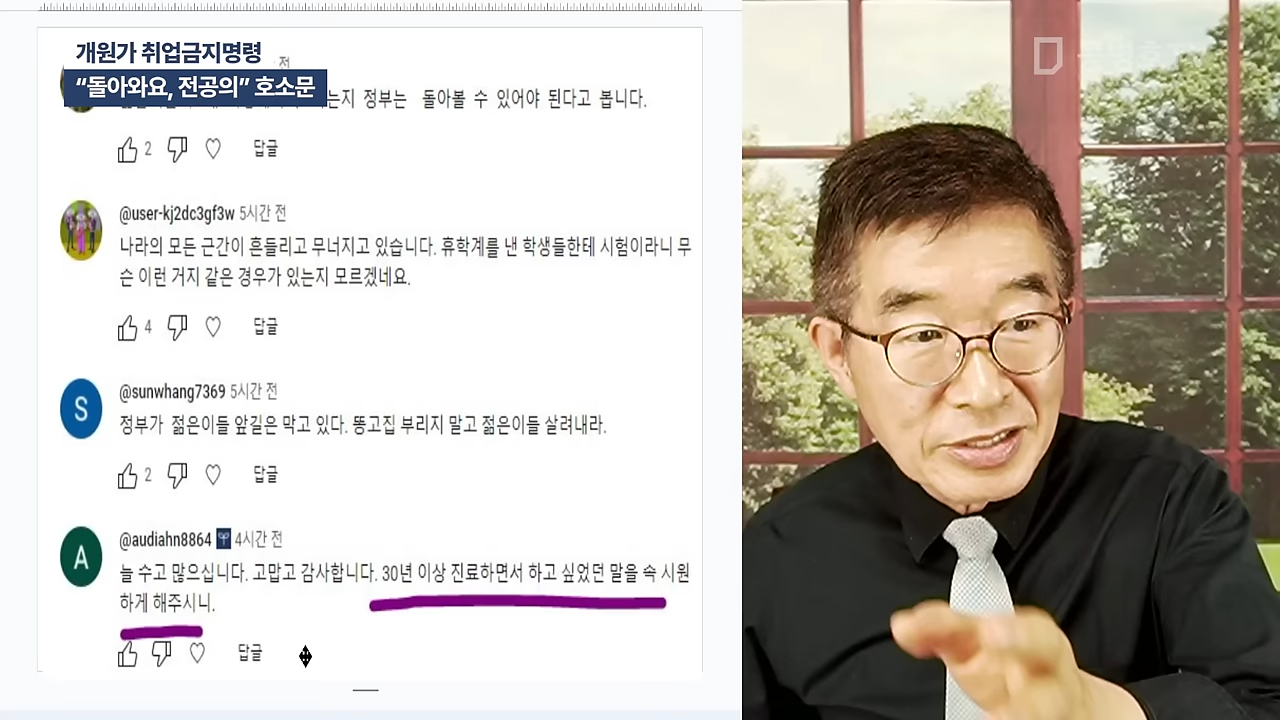 개원가 취업금지명령
전
“돌아와요, 전공의” 호소문
는지 정부는 돌아볼 수 있어야 된다고 봅니다.
2 답글
@user-kj2dc3gf3w 5시간 전
나라의 모든 근간이 흔들리고 무너지고 있습니다. 휴학계를 낸 학생들한테 시험이라니 무
슨 이런 거지 같은 경우가 있는지 모르겠네요.
4 답글
S
@sunwhang7369 5시간 전
정부가 젊은이들 앞길은 막고 있다. 똥고집 부리지 말고 젊은이들 살려내라.
2 답글
A
@audiahn8864 4시간 전
늘 수고 많으십니다. 고맙고 감사합니다. 30년 이상 진료하면서 하고 싶었던 말을 속 시원
하게 해주시니.
답글